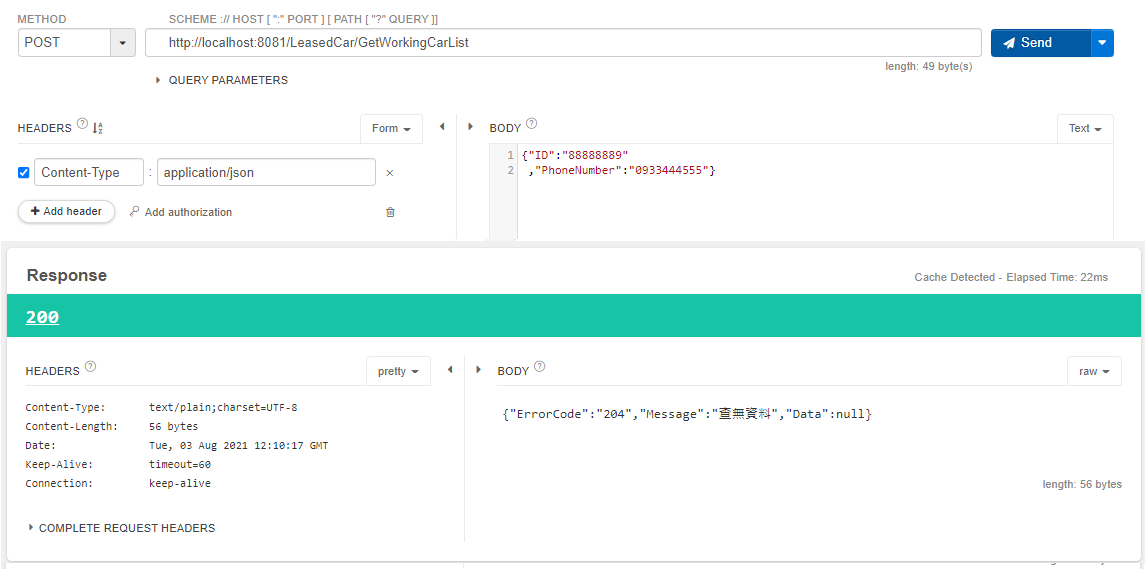 METHOD SCHEME :// HOST [ ":" PORT ] [ PATH [ "?" QUERY ]]
POST http://localhost:8081/LeasedCar/GetWorkingCarList Send
length: 49 byte(s)
QUERY PARAMETERS
HEADERS ? Form BODY ? Text
Content-Type : application/json ×
1 {"ID":"88888889"
2 ,"PhoneNumber":"0933444555"}
+ Add header Add authorization
Response Cache Detected - Elapsed Time: 22ms
200
HEADERS ? pretty BODY ? raw
Content-Type: text/plain;charset=UTF-8
Content-Length: 56 bytes
Date: Tue, 03 Aug 2021 12:10:17 GMT
Keep-Alive: timeout=60
Connection: keep-alive
{"ErrorCode":"204","Message":"查無資料","Data":null}
length: 56 bytes
COMPLETE REQUEST HEADERS